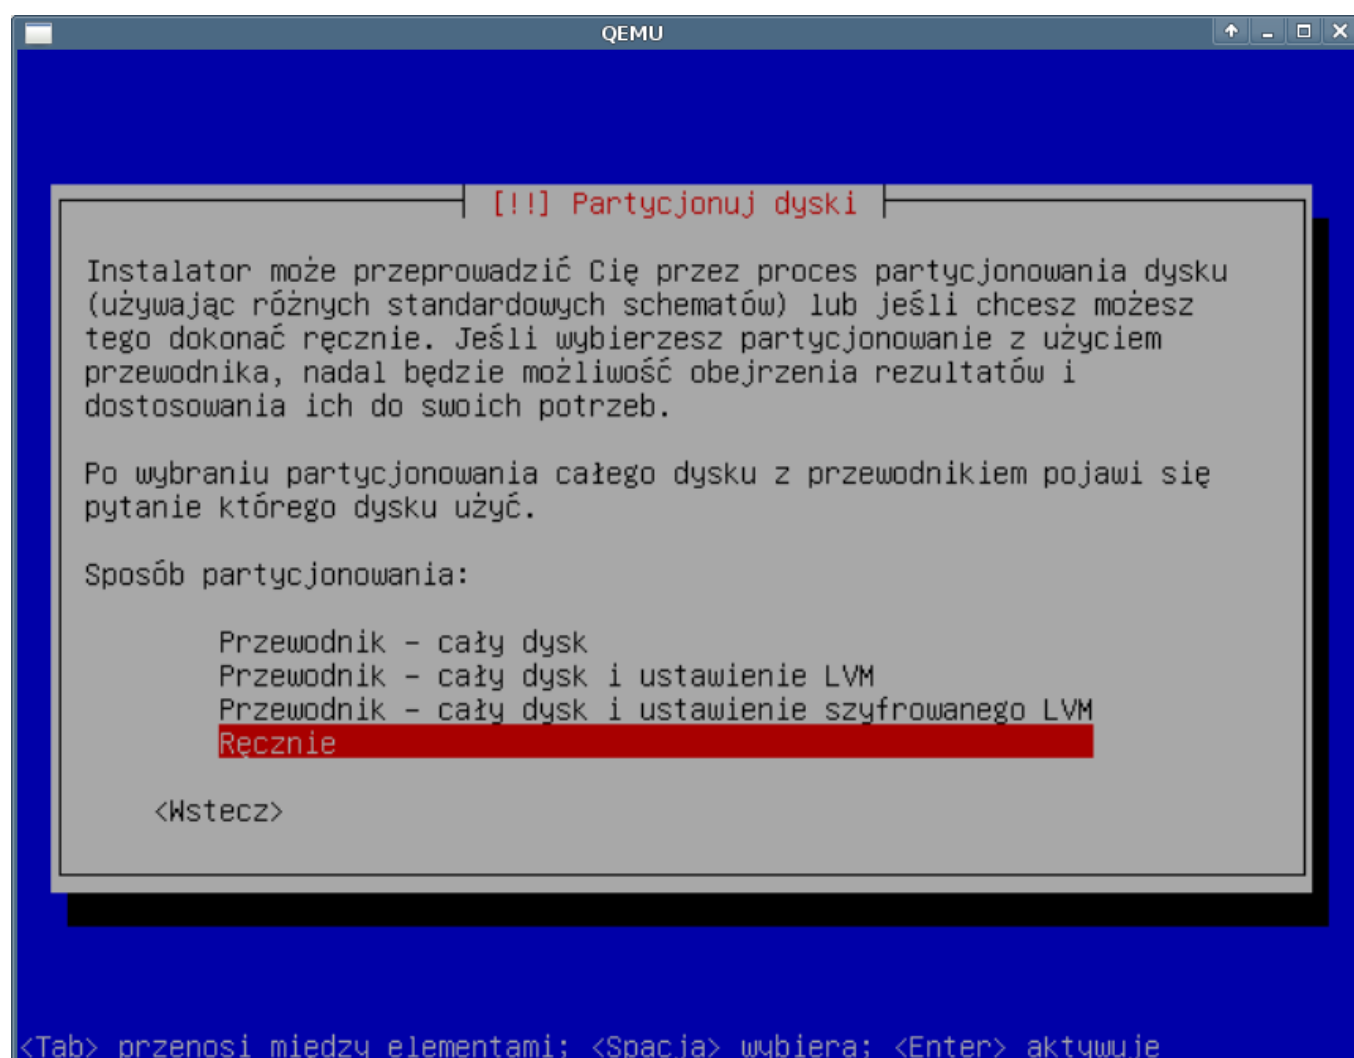 QEMU
[!!] Partycjonuj dyski
Instalator może przeprowadzić Cię przez proces partycjonowania dysku
(używając różnych standardowych schematów) lub jeśli chcesz możesz
tego dokonać ręcznie. Jeśli wybierzesz partycjonowanie z użyciem
przewodnika, nadal będzie możliwość obejrzenia rezultatów i
dostosowania ich do swoich potrzeb.
Po wybraniu partycjonowania całego dysku z przewodnikiem pojawi się
pytanie którego dysku użyć.
Sposób partycjonowania:
Przewodnik – cały dysk
Przewodnik – cały dysk i ustawienie LVM
Przewodnik – cały dysk i ustawienie szyfrowanego LVM
Ręcznie
<Wstecz>
<Tab> przenosi między elementami; <Spacja> wybiera; <Enter> aktywuje